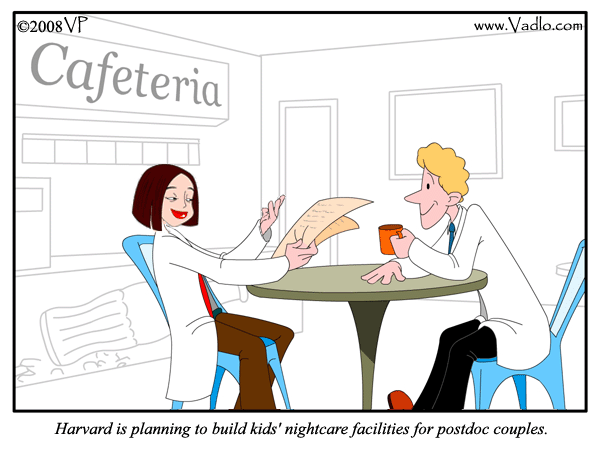 ©2008 VP
www.Vadlo.com
Cafeteria
Harvard is planning to build kids' nightcare facilities for postdoc couples.